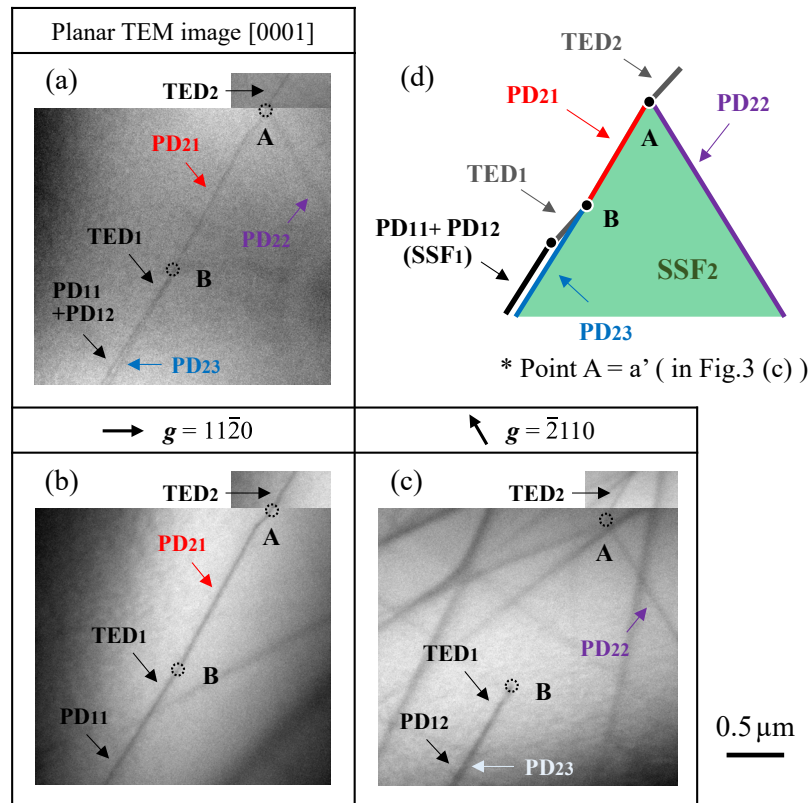 Planar TEM image [0001]
(a)
TED2
A
PD21
PD22
TED1
B
PD11
+PD12
PD23
(d)
TED2
PD21
PD22
A
TED1
B
PD11+ PD12
(SSF1)
SSF2
PD23
* Point A = a’ ( in Fig.3 (c) )
g = 112̄0
g = 2̄110
(b)
TED2
A
PD21
TED1
B
PD11
(c)
TED2
A
PD22
TED1
B
PD12
PD23
0.5 μm